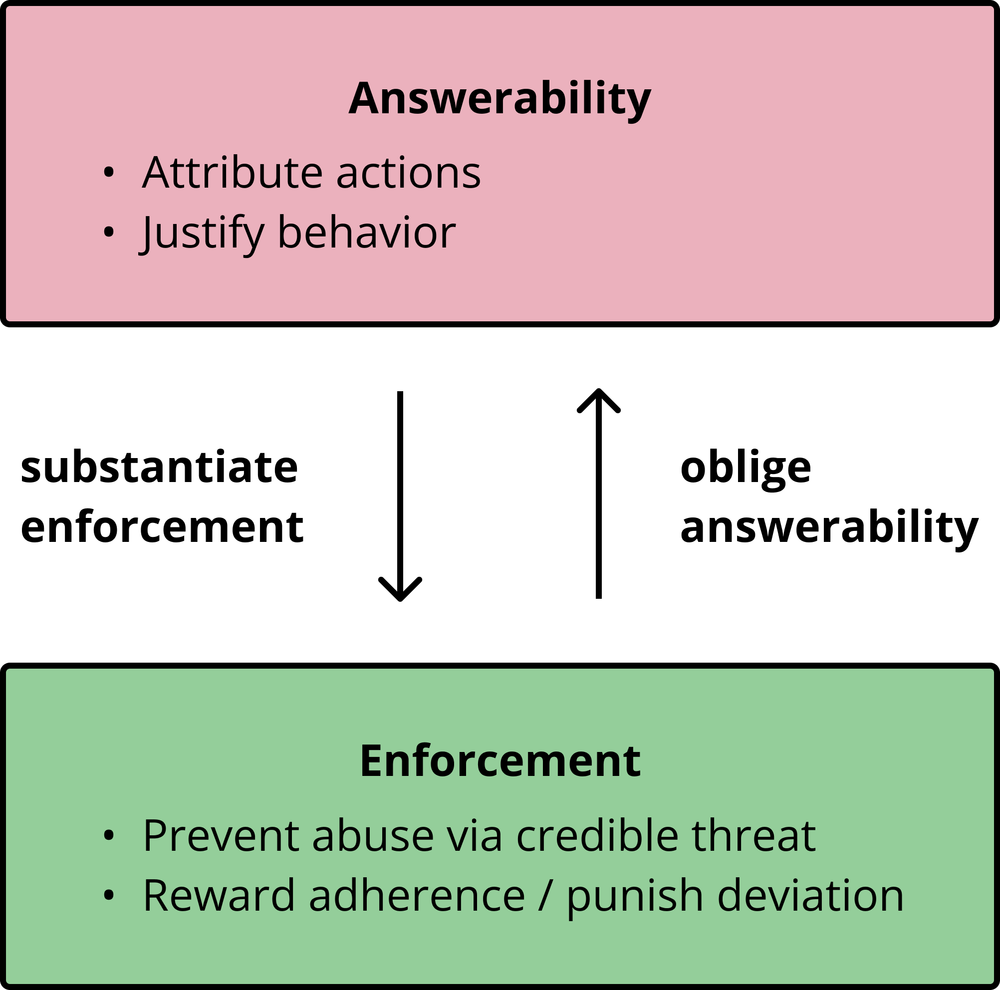 Answerability
• Attribute actions
• Justify behavior
substantiate
enforcement
oblige
answerability
Enforcement
• Prevent abuse via credible threat
• Reward adherence / punish deviation